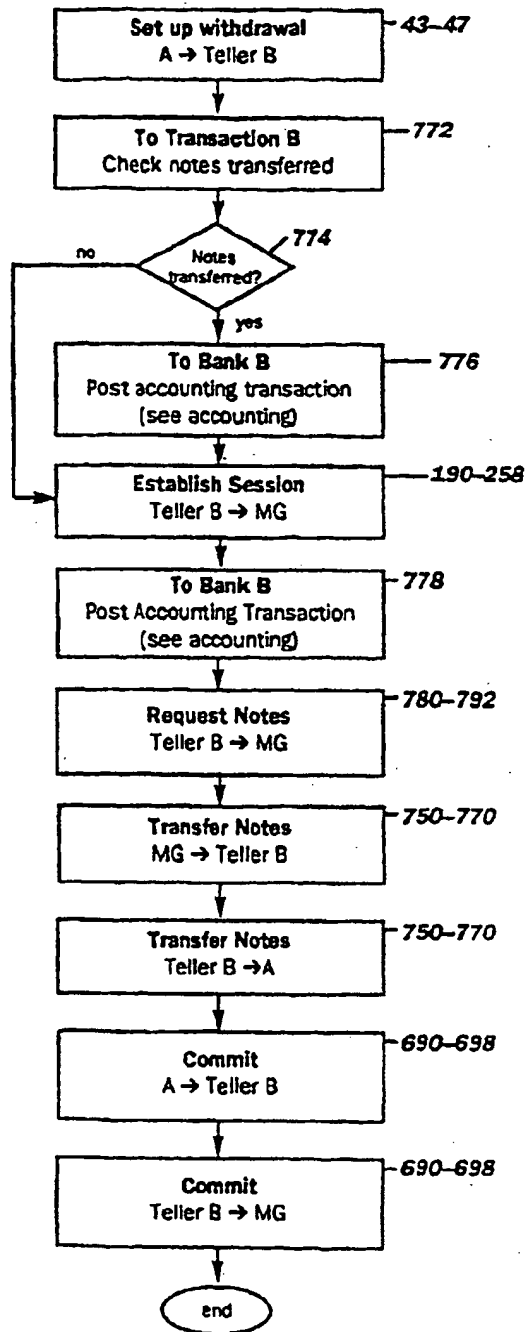 Set up withdrawal
A → Teller B
43–47
To Transaction B
Check notes transferred
772
774
Notes
transferred?
no
yes
To Bank B
Post accounting transaction
(see accounting)
776
Establish Session
Teller B → MG
190–258
To Bank B
Post Accounting Transaction
(see accounting)
778
Request Notes
Teller B → MG
780–792
Transfer Notes
MG → Teller B
750–770
Transfer Notes
Teller B → A
750–770
Commit
A → Teller B
690–698
Commit
Teller B → MG
690–698
end